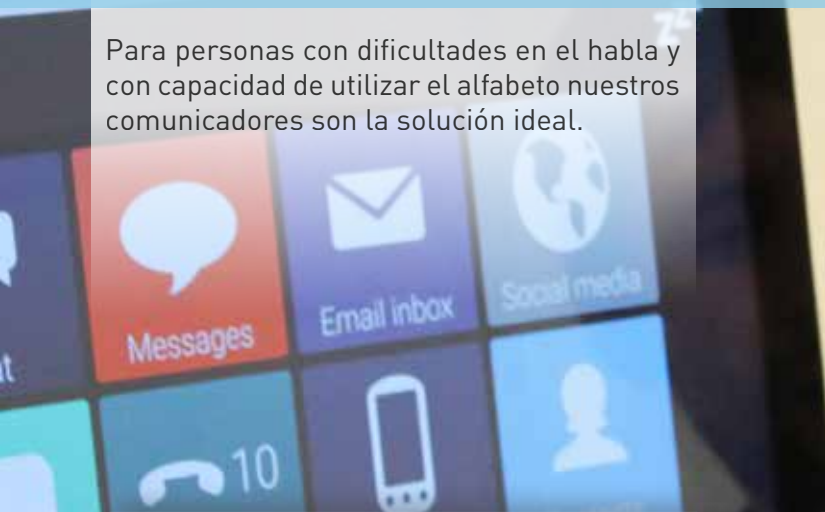 Para personas con dificultades en el habla y
con capacidad de utilizar el alfabeto nuestros
comunicadores son la solución ideal.
Messages
Email inbox
Social media
10